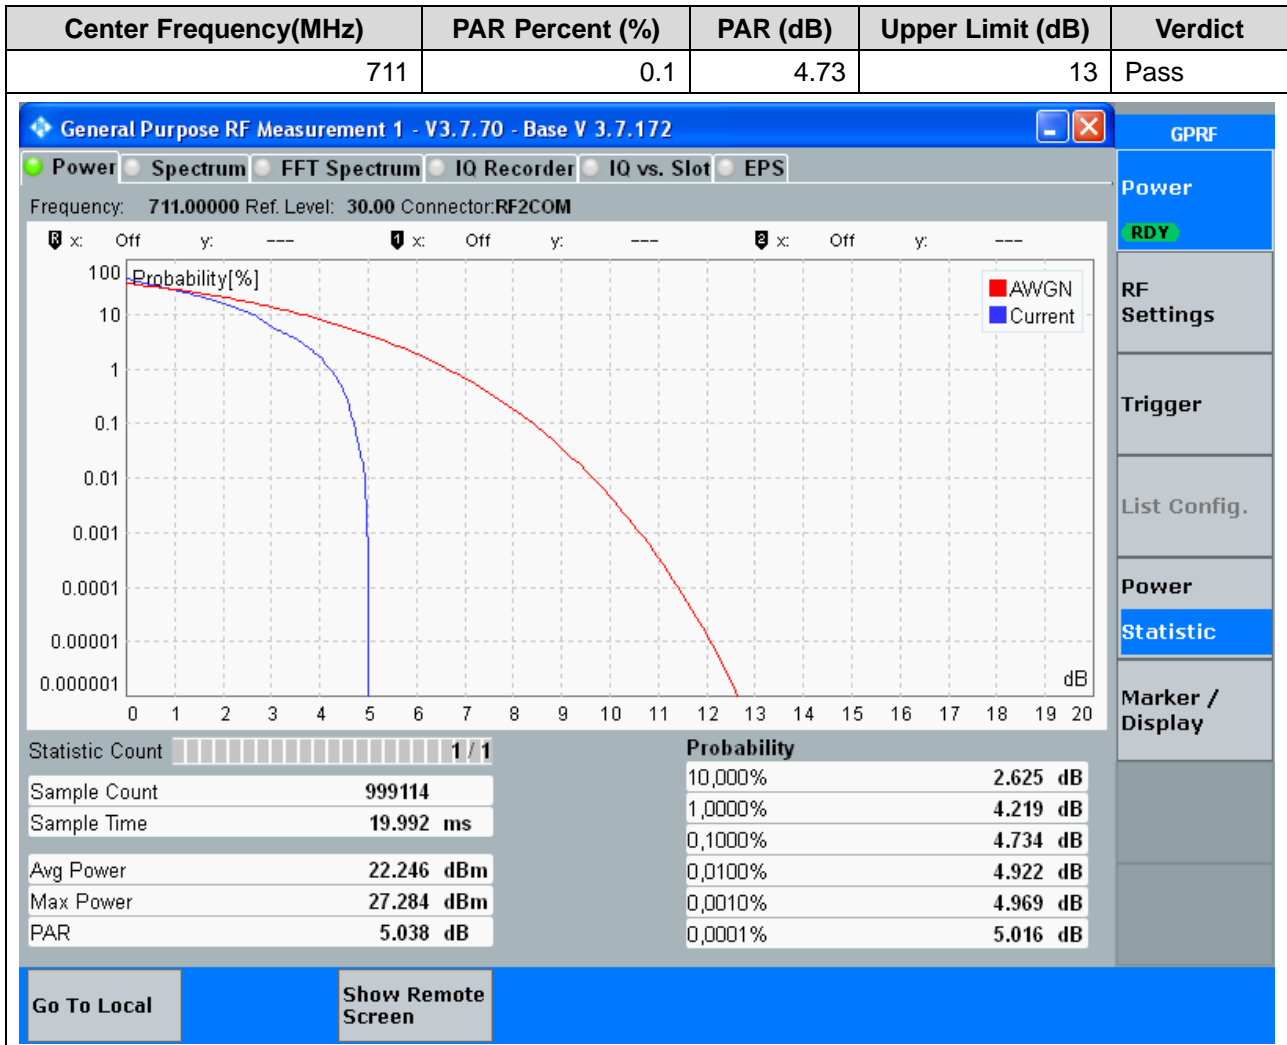 Center Frequency(MHz) PAR Percent (%) PAR (dB) Upper Limit (dB) Verdict
711 0.1 4.73 13 Pass
General Purpose RF Measurement 1 - V3.7.70 - Base V 3.7.172
GPRF
Power Spectrum FFT Spectrum IQ Recorder IQ vs. Slot EPS
Power
RDY
Frequency: 711.00000 Ref. Level: 30.00 Connector:RF2COM
R x: Off y: --- 1 x: Off y: --- 2 x: Off y: ---
Probability[%]
AWGN
Current
100
10
1
0.1
0.01
0.001
0.0001
0.00001
0.000001
dB
0 1 2 3 4 5 6 7 8 9 10 11 12 13 14 15 16 17 18 19 20
RF
Settings
Trigger
List Config.
Power
Statistic
Marker /
Display
Statistic Count 1 / 1
Sample Count 999114
Sample Time 19.992 ms
Avg Power 22.246 dBm
Max Power 27.284 dBm
PAR 5.038 dB
Probability
10,000% 2.625 dB
1,0000% 4.219 dB
0,1000% 4.734 dB
0,0100% 4.922 dB
0,0010% 4.969 dB
0,0001% 5.016 dB
Go To Local
Show Remote
Screen